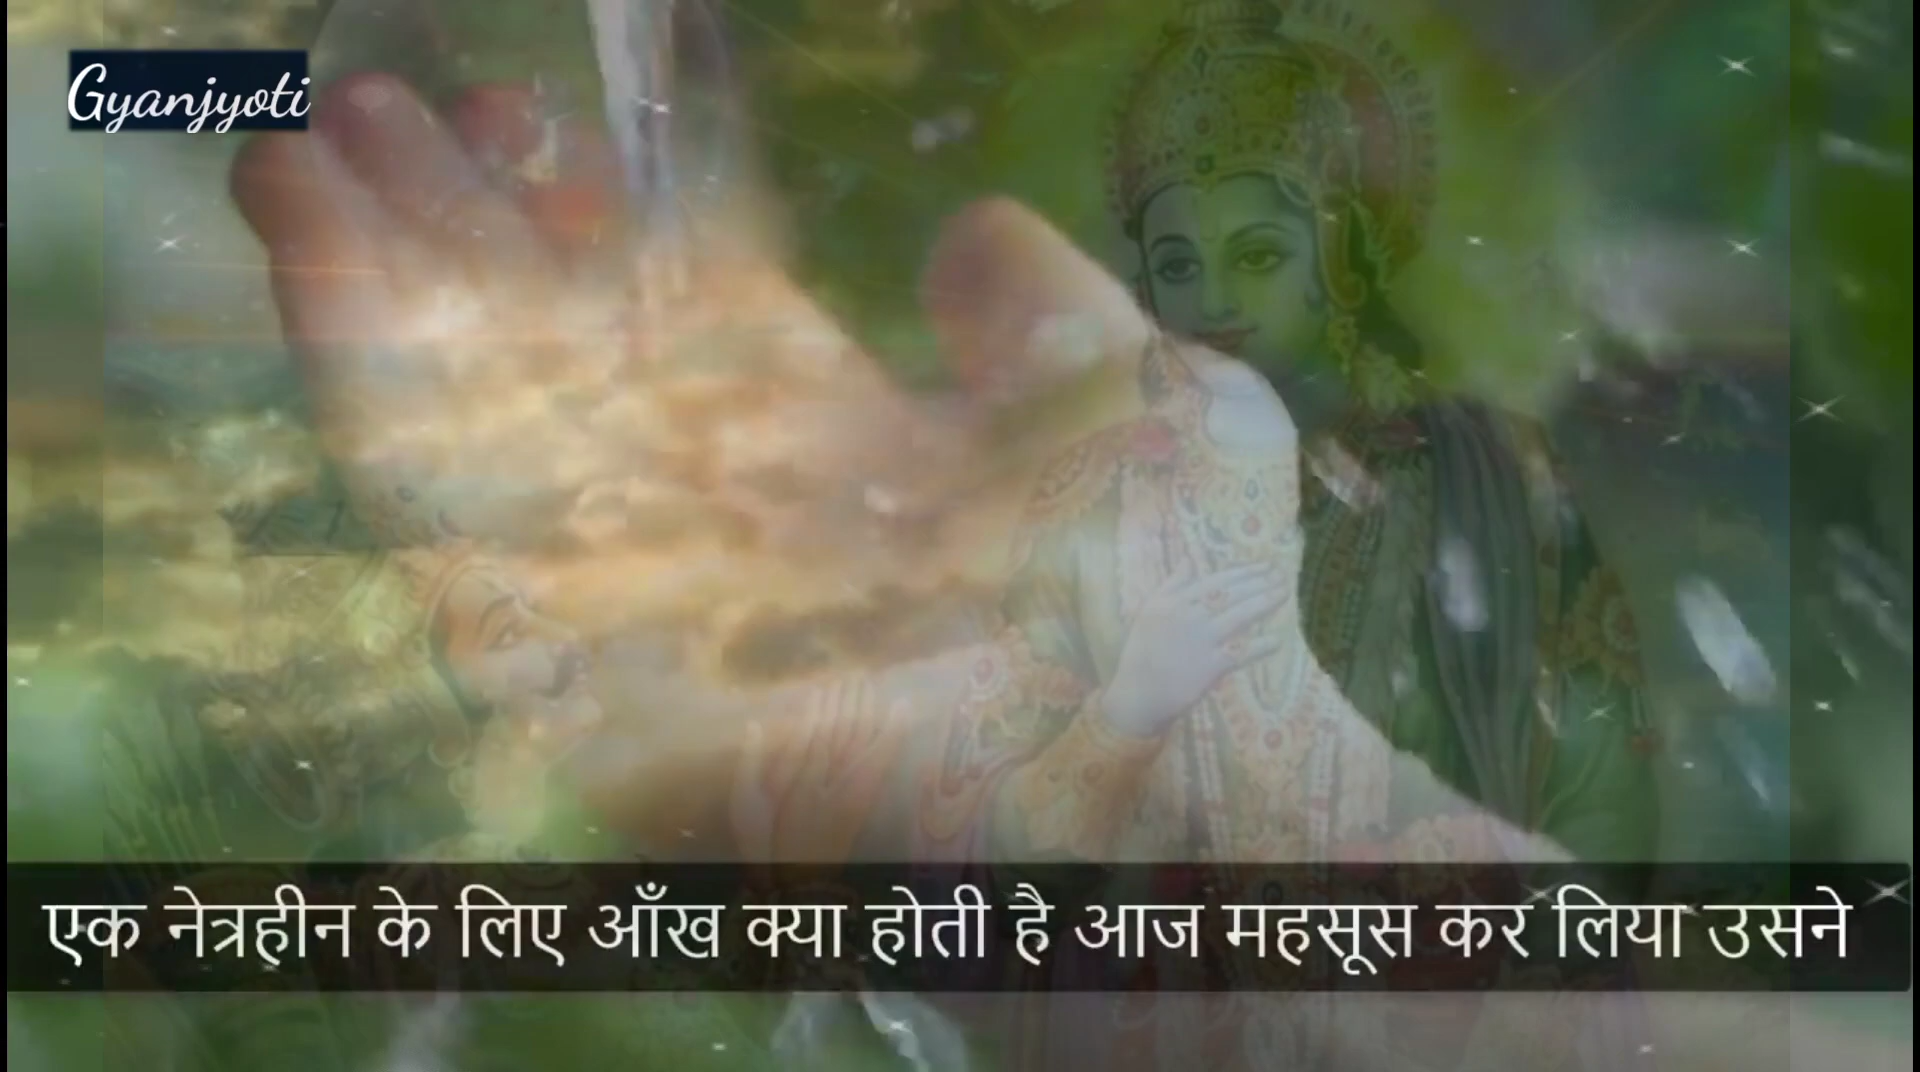 Gyanjyoti
एक नेत्रहीन के लिए आँख क्या होती है आज महसूस कर लिया उसने